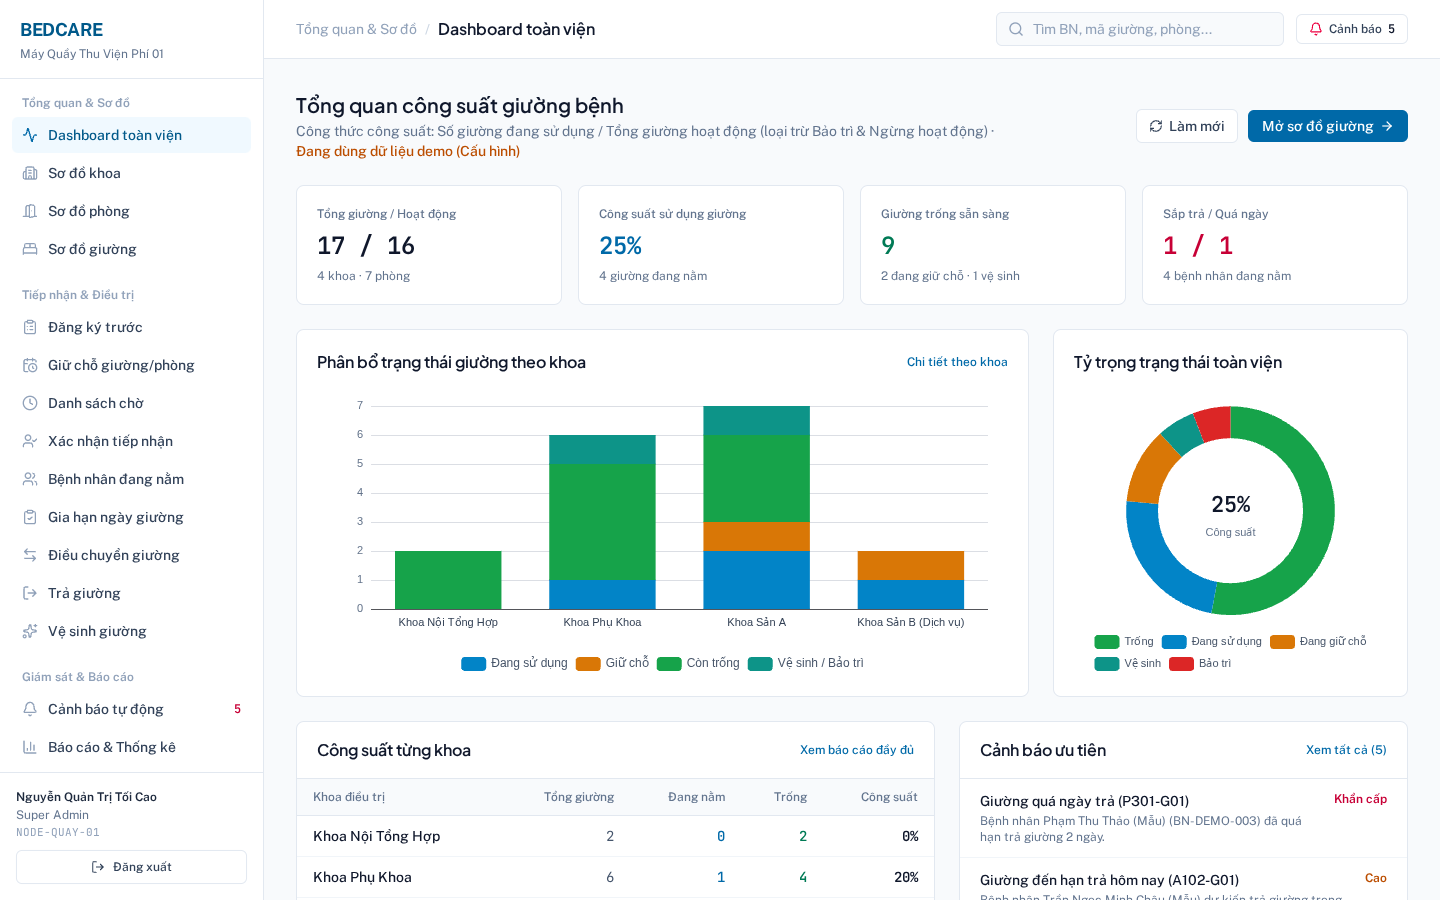 BEDCARE
Máy Quầy Thu Viện Phí 01
Tổng quan & Sơ đồ
Dashboard toàn viện
Sơ đồ khoa
Sơ đồ phòng
Sơ đồ giường
Tiếp nhận & Điều trị
Đăng ký trước
Giữ chỗ giường/phòng
Danh sách chờ
Xác nhận tiếp nhận
Bệnh nhân đang nằm
Gia hạn ngày giường
Điều chuyển giường
Trả giường
Vệ sinh giường
Giám sát & Báo cáo
Cảnh báo tự động 5
Báo cáo & Thống kê
Nguyễn Quản Trị Tối Cao
Super Admin
NODE-QUAY-01
Đăng xuất
Tổng quan & Sơ đồ / Dashboard toàn viện
Tìm BN, mã giường, phòng...
Cảnh báo 5
Tổng quan công suất giường bệnh
Công thức công suất: Số giường đang sử dụng / Tổng giường hoạt động (loại trừ Bảo trì & Ngừng hoạt động) ·
Đang dùng dữ liệu demo (Cấu hình)
Làm mới
Mở sơ đồ giường
Tổng giường / Hoạt động
17 / 16
4 khoa · 7 phòng
Công suất sử dụng giường
25%
4 giường đang nằm
Giường trống sẵn sàng
9
2 đang giữ chỗ · 1 vệ sinh
Sắp trả / Quá ngày
1 / 1
4 bệnh nhân đang nằm
Phân bổ trạng thái giường theo khoa
Chi tiết theo khoa
7
6
5
4
3
2
1
0
Khoa Nội Tổng Hợp
Khoa Phụ Khoa
Khoa Sản A
Khoa Sản B (Dịch vụ)
Đang sử dụng
Giữ chỗ
Còn trống
Vệ sinh / Bảo trì
Tỷ trọng trạng thái toàn viện
25%
Công suất
Trống
Đang sử dụng
Đang giữ chỗ
Vệ sinh
Bảo trì
Công suất từng khoa
Xem báo cáo đầy đủ
Khoa điều trị Tổng giường Đang nằm Trống Công suất
Khoa Nội Tổng Hợp 2 0 2 0%
Khoa Phụ Khoa 6 1 4 20%
Cảnh báo ưu tiên
Xem tất cả (5)
Giường quá ngày trả (P301-G01)
Khẩn cấp
Bệnh nhân Phạm Thu Thảo (Mẫu) (BN-DEMO-003) đã quá
hạn trả giường 2 ngày.
Giường đến hạn trả hôm nay (A102-G01)
Cao
Bệnh nhân Trần Ngọc Minh Châu (Mẫu) dự kiến trả giường trong